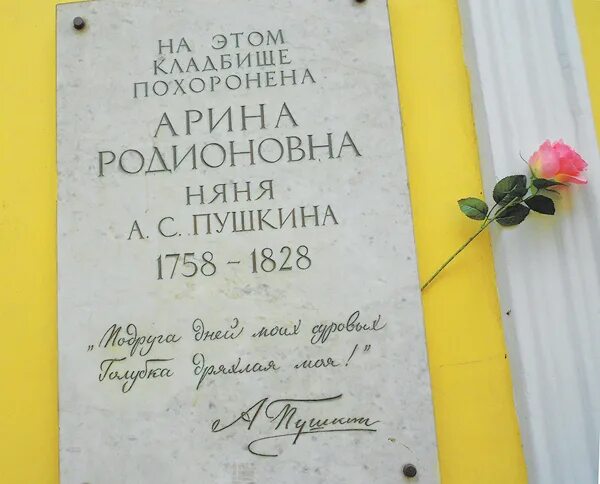 НА ЭТОМ
КЛАДБИЩЕ
ПОХОРОНЕНА
АРИНА
РОДИОНОВНА
НЯНЯ
А. С. ПУШКИНА
1758 – 1828
„Подруга дней моих суровых
Голубка дряхлая моя!"
А Пушкин